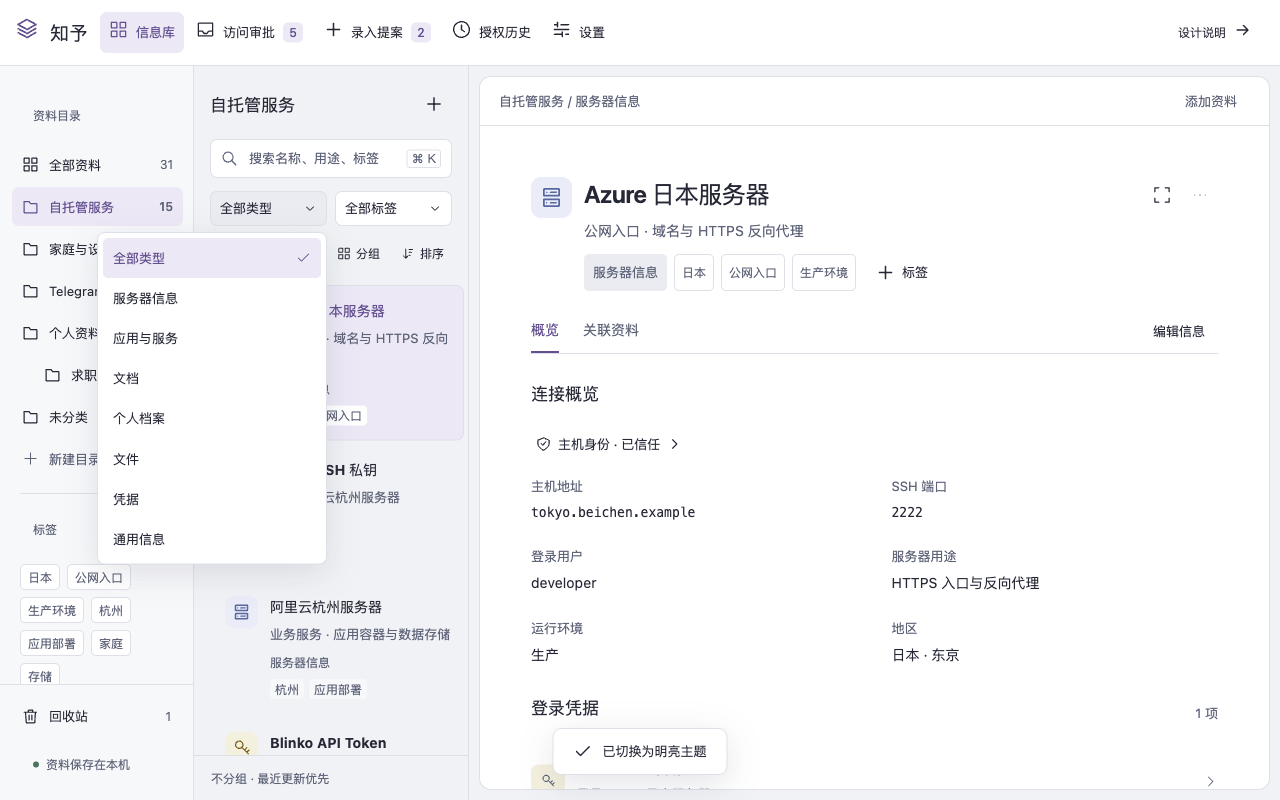 知予
信息库
访问审批 5
录入提案 2
授权历史
设置
设计说明
资料目录
全部资料 31
自托管服务 15
家庭与设
Telegra
个人资料
求职
未分类
新建目录
标签
日本 公网入口
生产环境 杭州
应用部署 家庭
存储
回收站 1
资料保存在本机
自托管服务
搜索名称、用途、标签 ⌘ K
全部类型 全部标签
分组 排序
全部类型
服务器信息
应用与服务
文档
个人档案
文件
凭据
通用信息
本服务器
· 域名与 HTTPS 反向
网入口
SH 私钥
云杭州服务器
阿里云杭州服务器
业务服务 · 应用容器与数据存储
服务器信息
杭州 应用部署
Blinko API Token
不分组 · 最近更新优先
自托管服务 / 服务器信息 添加资料
Azure 日本服务器
公网入口 · 域名与 HTTPS 反向代理
服务器信息 日本 公网入口 生产环境 标签
概览 关联资料 编辑信息
连接概览
主机身份 · 已信任
主机地址 SSH 端口
tokyo.beichen.example 2222
登录用户 服务器用途
developer HTTPS 入口与反向代理
运行环境 地区
生产 日本 · 东京
登录凭据 1 项
已切换为明亮主题